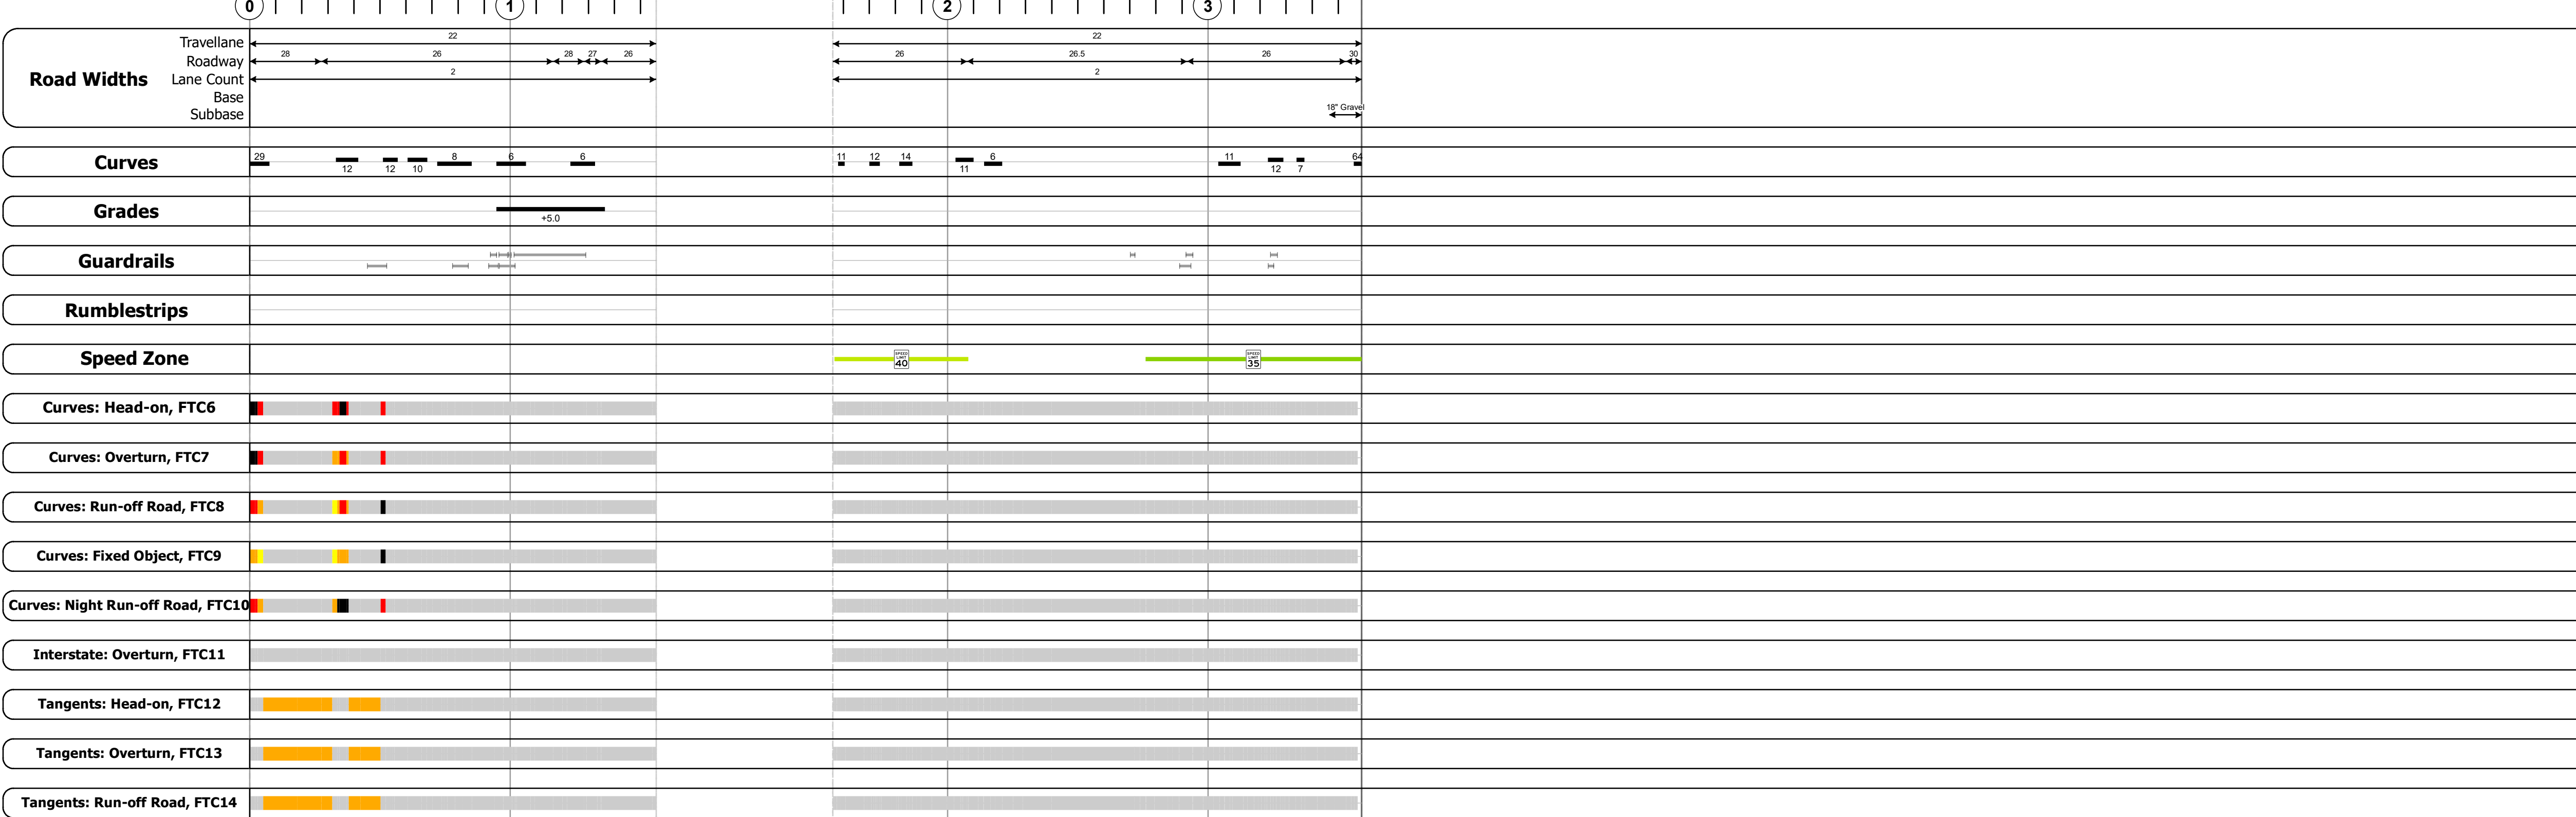 0 1 2 3
22 22
Travellane
28 26 28 27 26 26 26.5 26 30
Roadway
2 2
Road Widths
Lane Count
Base
18" Gravel
Subbase
29 8 6 6 11 12 14 6 11 64
Curves
12 12 10 11 12 7
Grades
+5.0
Guardrails
Rumblestrips
Speed Zone
SPEED LIMIT 40
SPEED LIMIT 35
Curves: Head-on, FTC6
Curves: Overturn, FTC7
Curves: Run-off Road, FTC8
Curves: Fixed Object, FTC9
Curves: Night Run-off Road, FTC10
Interstate: Overturn, FTC11
Tangents: Head-on, FTC12
Tangents: Overturn, FTC13
Tangents: Run-off Road, FTC14